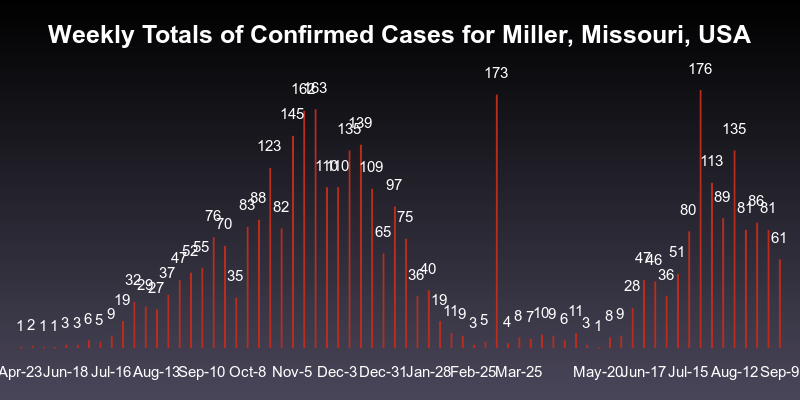 Weekly Totals of Confirmed Cases for Miller, Missouri, USA
1 2 1 1 3 3 6 5 9 19 32 29 27 37 47 52 55 76 70 35 83 88 123 82 145 162 163 110 110 135 139 109 65 97 75 36 40 19 11 9 3 5 173 4 8 7 10 9 6 11 3 1 8 9 28 47 46 36 51 80 176 113 89 135 81 86 81 61
Apr-23 Jun-18 Jul-16 Aug-13 Sep-10 Oct-8 Nov-5 Dec-3 Dec-31 Jan-28 Feb-25 Mar-25 May-20 Jun-17 Jul-15 Aug-12 Sep-9